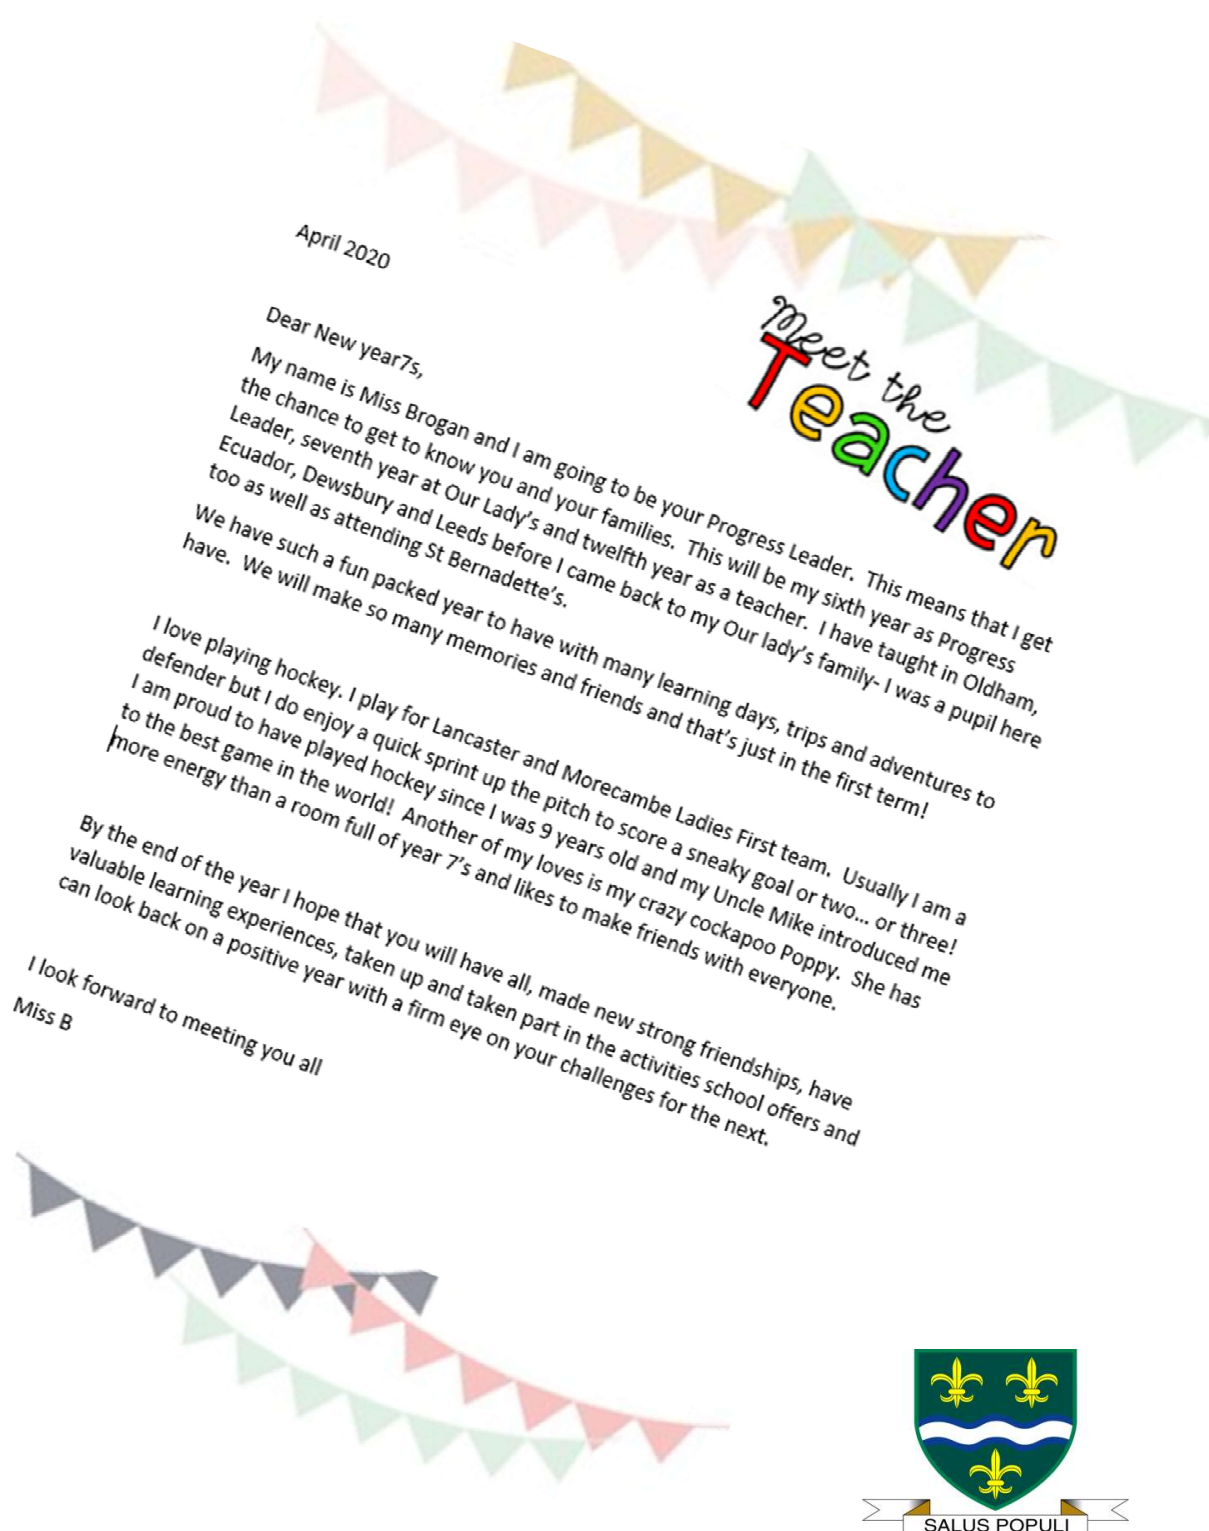 April 2020
Meet the
Teacher
Dear New year7s,
My name is Miss Brogan and I am going to be your Progress Leader.  This means that I get
the chance to get to know you and your families.  This will be my sixth year as Progress
Leader, seventh year at Our Lady's and twelfth year as a teacher.  I have taught in Oldham,
Ecuador, Dewsbury and Leeds before I came back to my Our lady's family- I was a pupil here
too as well as attending St Bernadette's.
We have such a fun packed year to have with many learning days, trips and adventures to
have.  We will make so many memories and friends and that's just in the first term!
I love playing hockey. I play for Lancaster and Morecambe Ladies First team.  Usually I am a
defender but I do enjoy a quick sprint up the pitch to score a sneaky goal or two... or three!
I am proud to have played hockey since I was 9 years old and my Uncle Mike introduced me
to the best game in the world!  Another of my loves is my crazy cockapoo Poppy.  She has
more energy than a room full of year 7's and likes to make friends with everyone.
By the end of the year I hope that you will have all, made new strong friendships, have
valuable learning experiences, taken up and taken part in the activities school offers and
can look back on a positive year with a firm eye on your challenges for the next.
I look forward to meeting you all
Miss B
SALUS POPULI